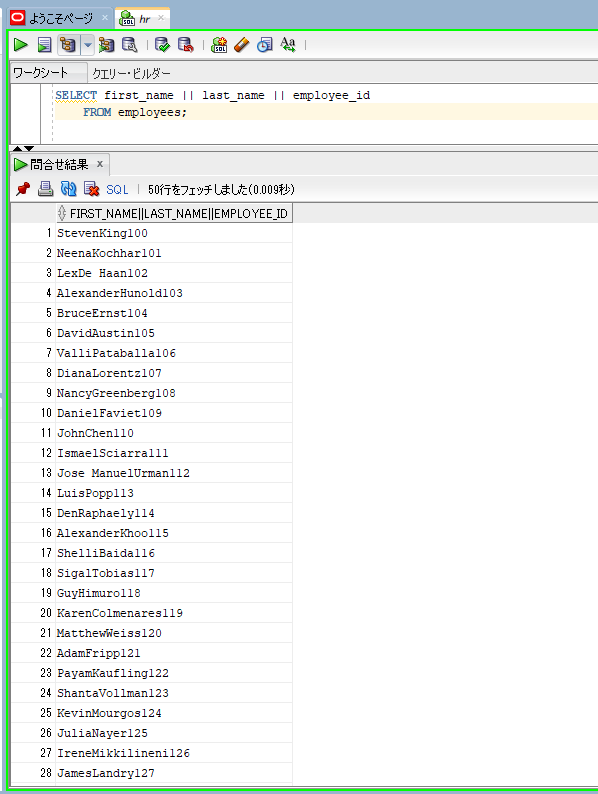 ようこそページ × hr ×
Aa
ワークシート クエリー・ビルダー
SELECT first_name || last_name || employee_id
FROM employees;
問合せ結果 ×
SQL | 50行をフェッチしました(0.009秒)
FIRST_NAME||LAST_NAME||EMPLOYEE_ID
1 StevenKing100
2 NeenaKochhar101
3 LexDe Haan102
4 AlexanderHunold103
5 BruceErnst104
6 DavidAustin105
7 ValliPataballa106
8 DianaLorentz107
9 NancyGreenberg108
10 DanielFaviet109
11 JohnChen110
12 IsmaelSciarra111
13 Jose ManuelUrman112
14 LuisPopp113
15 DenRaphaely114
16 AlexanderKhoo115
17 ShelliBaida116
18 SigalTobias117
19 GuyHimuro118
20 KarenColmenares119
21 MatthewWeiss120
22 AdamFripp121
23 PayamKaufling122
24 ShantaVollman123
25 KevinMourgos124
26 JuliaNayer125
27 IreneMikkilineni126
28 JamesLandry127